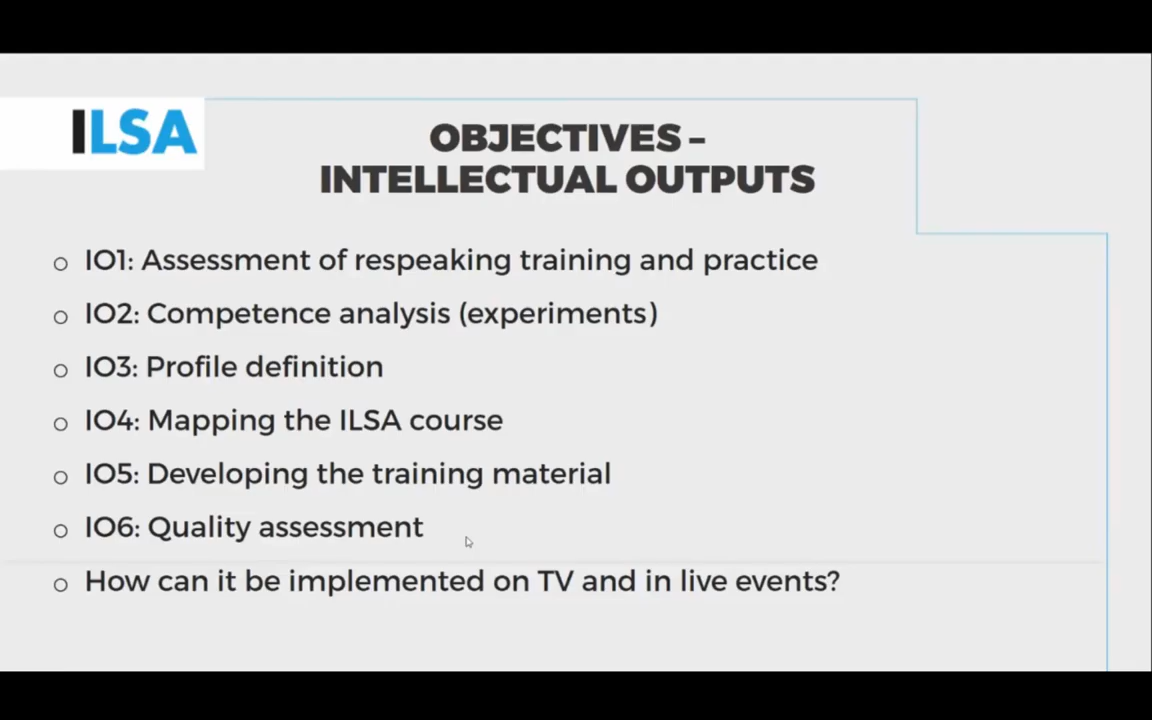 ILSA
OBJECTIVES –
INTELLECTUAL OUTPUTS
IO1: Assessment of respeaking training and practice
IO2: Competence analysis (experiments)
IO3: Profile definition
IO4: Mapping the ILSA course
IO5: Developing the training material
IO6: Quality assessment
How can it be implemented on TV and in live events?